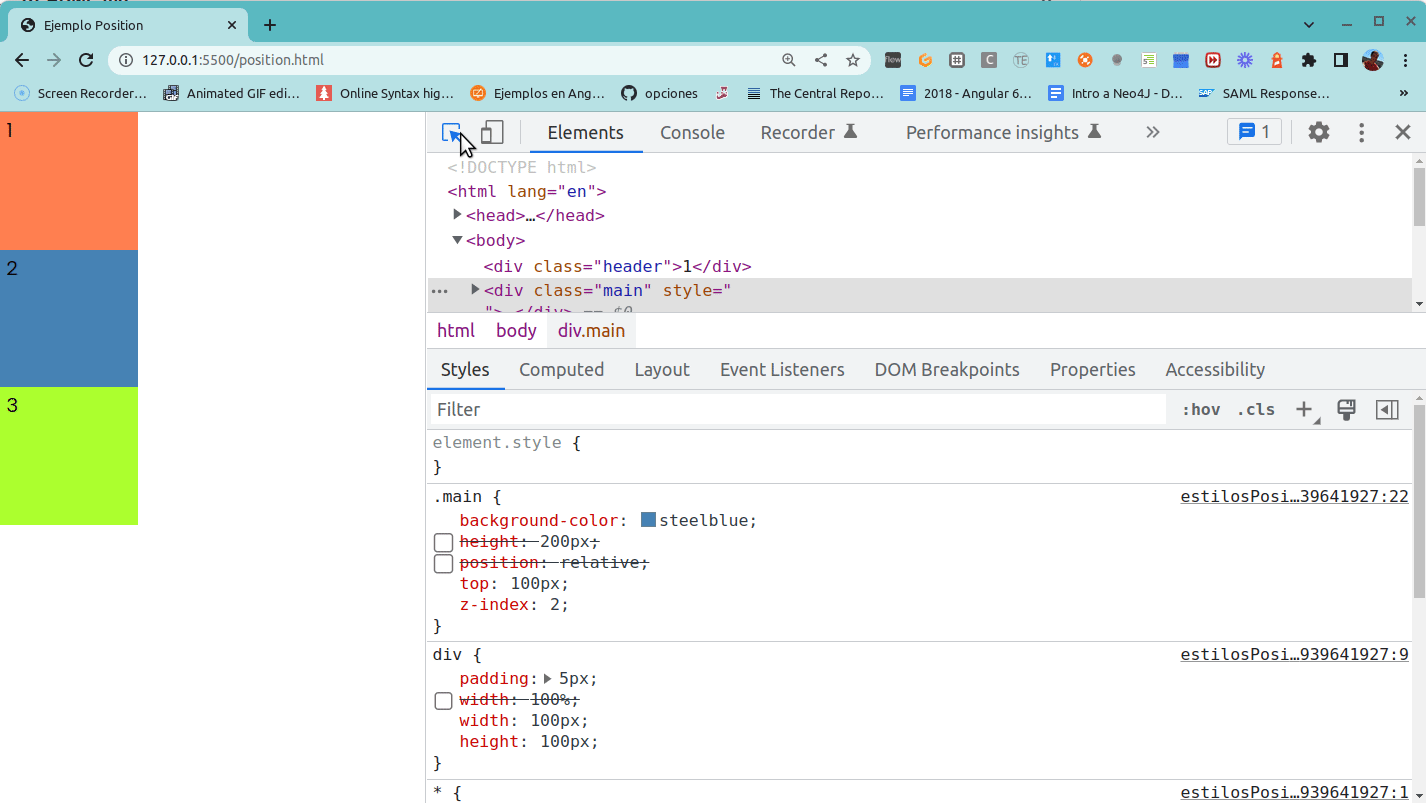 Ejemplo Position
127.0.0.1:5500/position.html
Screen Recorder… Animated GIF edi… Online Syntax hig… Ejemplos en Ang… opciones The Central Repo… 2018 - Angular 6… Intro a Neo4J - D… SAML Response… »
1
2
3
Elements Console Recorder Performance insights » 1
<!DOCTYPE html>
<html lang="en">
<head>…</head>
<body>
<div class="header">1</div>
… <div class="main" style="
">…</div> == $0
html body div.main
Styles Computed Layout Event Listeners DOM Breakpoints Properties Accessibility
Filter :hov .cls
element.style {
}
.main { estilosPosi…39641927:22
background-color: steelblue;
height: 200px;
position: relative;
top: 100px;
z-index: 2;
}
div { estilosPosi…939641927:9
padding: 5px;
width: 100%;
width: 100px;
height: 100px;
}
* { estilosPosi…939641927:1